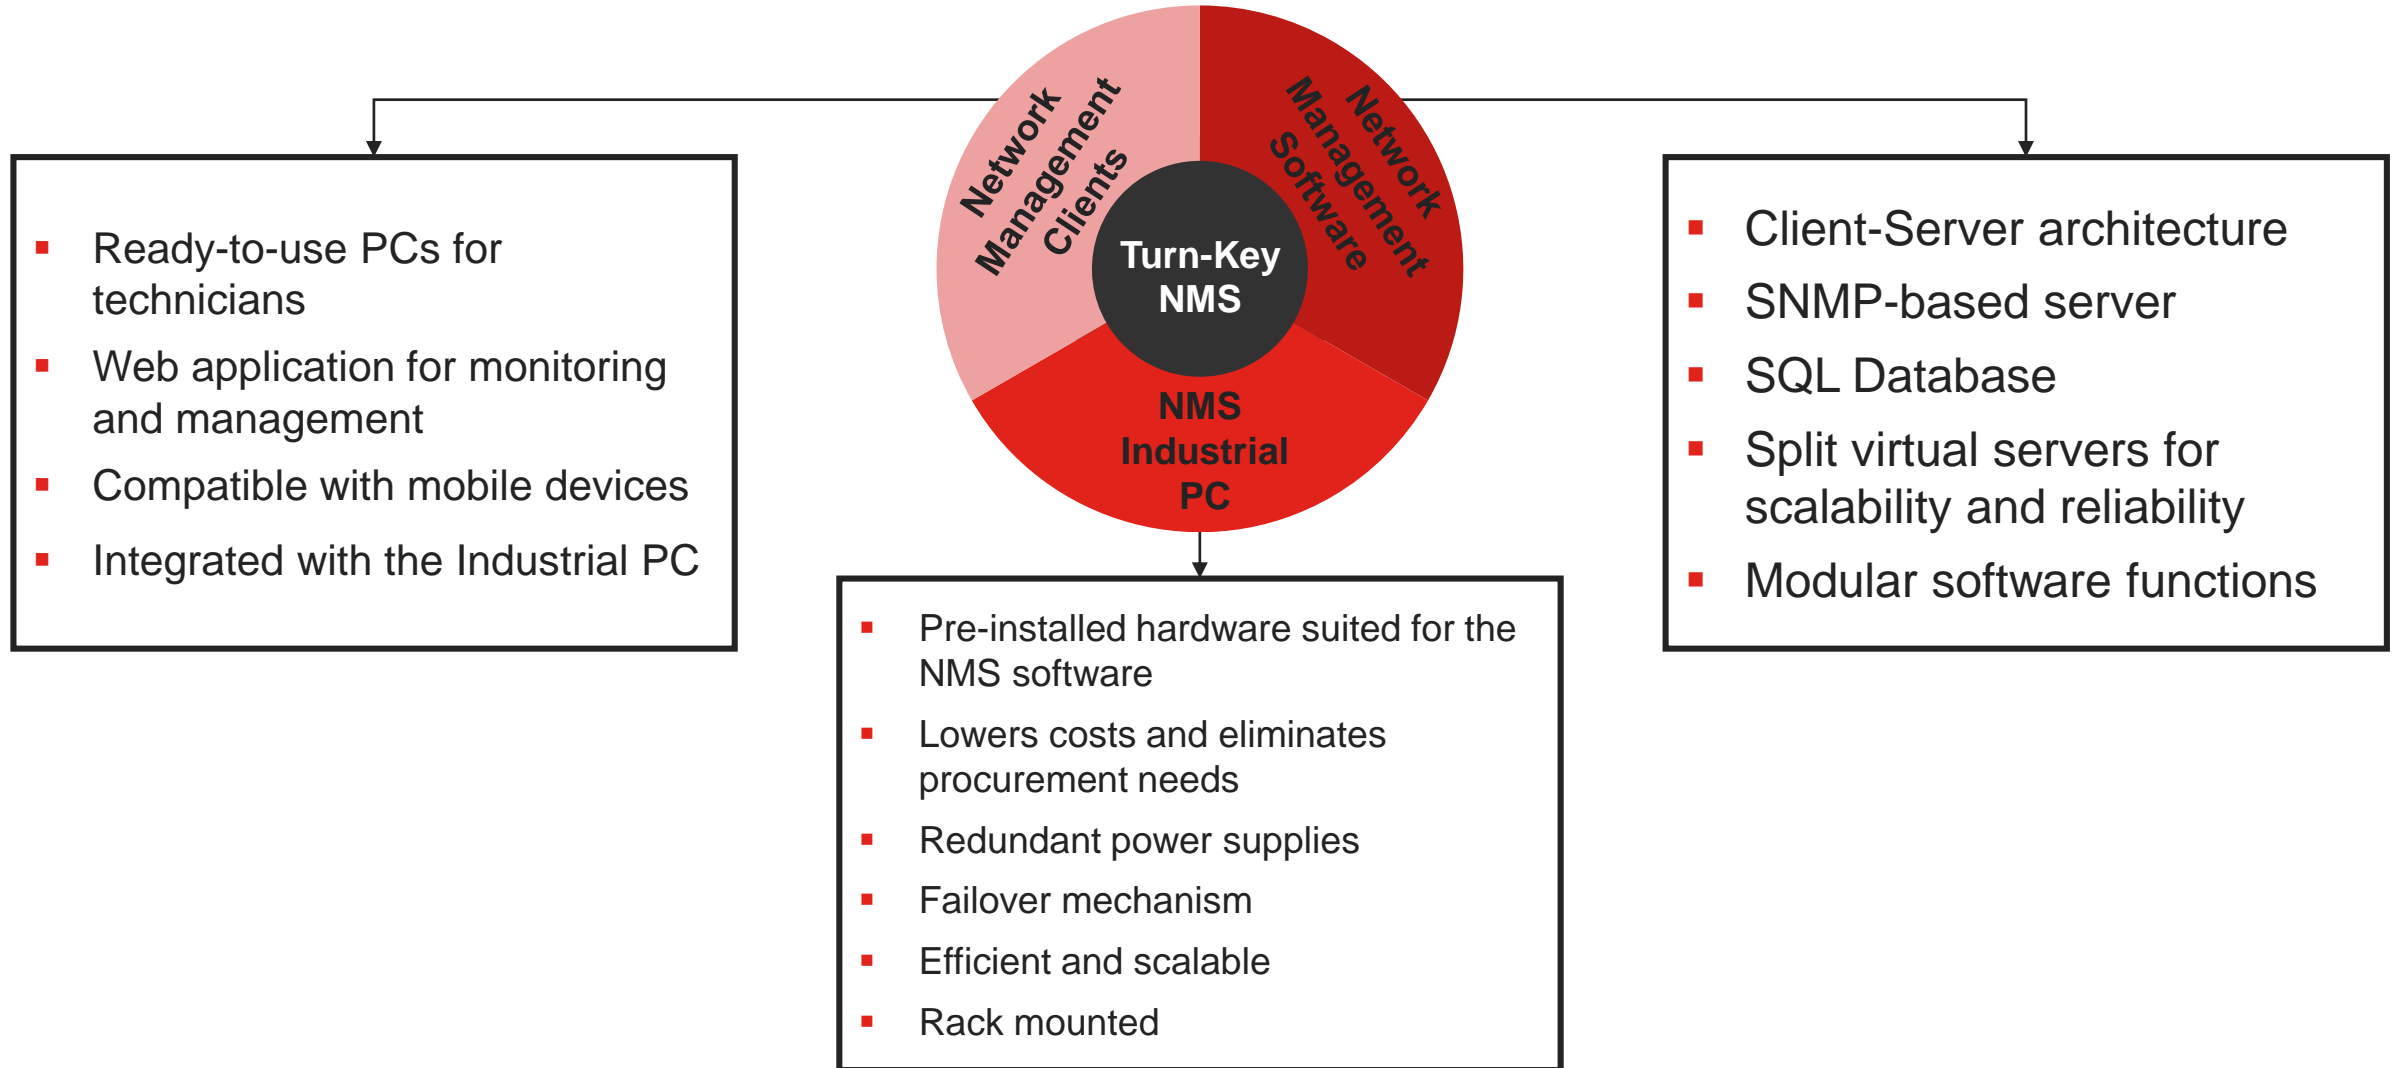 Network
Management
Clients
Network
Management
Software
Turn-Key
NMS
NMS
Industrial
PC
▪ Ready-to-use PCs for
technicians
▪ Web application for monitoring
and management
▪ Compatible with mobile devices
▪ Integrated with the Industrial PC
▪ Pre-installed hardware suited for the
NMS software
▪ Lowers costs and eliminates
procurement needs
▪ Redundant power supplies
▪ Failover mechanism
▪ Efficient and scalable
▪ Rack mounted
▪ Client-Server architecture
▪ SNMP-based server
▪ SQL Database
▪ Split virtual servers for
scalability and reliability
▪ Modular software functions